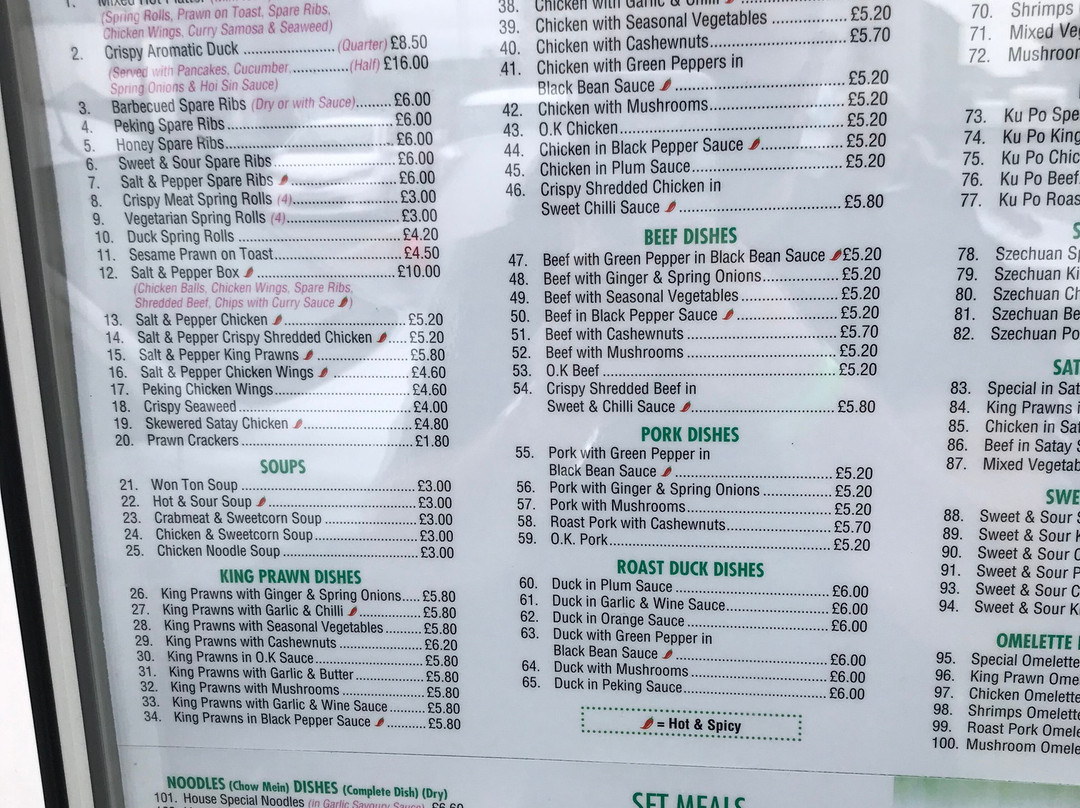 1. Mixed Hot Platter
(Spring Rolls, Prawn on Toast, Spare Ribs,
Chicken Wings, Curry Samosa & Seaweed)
2. Crispy Aromatic Duck ............ (Quarter) £8.50
(Served with Pancakes, Cucumber.............(Half) £16.00
Spring Onions & Hoi Sin Sauce)
3. Barbecued Spare Ribs (Dry or with Sauce)......... £6.00
4. Peking Spare Ribs ............ £6.00
5. Honey Spare Ribs ............ £6.00
6. Sweet & Sour Spare Ribs ............ £6.00
7. Salt & Pepper Spare Ribs ............ £6.00
8. Crispy Meat Spring Rolls (4) ............ £3.00
9. Vegetarian Spring Rolls (4) ............ £3.00
10. Duck Spring Rolls ............ £4.20
11. Sesame Prawn on Toast ............ £4.50
12. Salt & Pepper Box ............ £10.00
(Chicken Balls, Chicken Wings, Spare Ribs,
Shredded Beef, Chips with Curry Sauce )
13. Salt & Pepper Chicken ............ £5.20
14. Salt & Pepper Crispy Shredded Chicken ..... £5.20
15. Salt & Pepper King Prawns ............ £5.80
16. Salt & Pepper Chicken Wings ............ £4.60
17. Peking Chicken Wings ............ £4.60
18. Crispy Seaweed ............ £4.00
19. Skewered Satay Chicken ............ £4.80
20. Prawn Crackers ............ £1.80
SOUPS
21. Won Ton Soup ............ £3.00
22. Hot & Sour Soup ............ £3.00
23. Crabmeat & Sweetcorn Soup ............ £3.00
24. Chicken & Sweetcorn Soup ............ £3.00
25. Chicken Noodle Soup ............ £3.00
KING PRAWN DISHES
26. King Prawns with Ginger & Spring Onions..... £5.80
27. King Prawns with Garlic & Chilli ............ £5.80
28. King Prawns with Seasonal Vegetables ......... £5.80
29. King Prawns with Cashewnuts ............ £6.20
30. King Prawns in O.K Sauce ............ £5.80
31. King Prawns with Garlic & Butter ............ £5.80
32. King Prawns with Mushrooms ............ £5.80
33. King Prawns with Garlic & Wine Sauce ......... £5.80
34. King Prawns in Black Pepper Sauce ......... £5.80
NOODLES (Chow Mein) DISHES (Complete Dish) (Dry)
101. House Special Noodles (in Garlic Savoury Sauce) £6.60
38. Chicken with Garlic & Chilli
39. Chicken with Seasonal Vegetables ............ £5.20
40. Chicken with Cashewnuts ............ £5.70
41. Chicken with Green Peppers in
Black Bean Sauce ............ £5.20
42. Chicken with Mushrooms ............ £5.20
43. O.K Chicken ............ £5.20
44. Chicken in Black Pepper Sauce ............ £5.20
45. Chicken in Plum Sauce ............ £5.20
46. Crispy Shredded Chicken in
Sweet Chilli Sauce ............ £5.80
BEEF DISHES
47. Beef with Green Pepper in Black Bean Sauce £5.20
48. Beef with Ginger & Spring Onions ............ £5.20
49. Beef with Seasonal Vegetables ............ £5.20
50. Beef in Black Pepper Sauce ............ £5.20
51. Beef with Cashewnuts ............ £5.70
52. Beef with Mushrooms ............ £5.20
53. O.K Beef ............ £5.20
54. Crispy Shredded Beef in
Sweet & Chilli Sauce ............ £5.80
PORK DISHES
55. Pork with Green Pepper in
Black Bean Sauce ............ £5.20
56. Pork with Ginger & Spring Onions ............ £5.20
57. Pork with Mushrooms ............ £5.20
58. Roast Pork with Cashewnuts ............ £5.70
59. O.K. Pork ............ £5.20
ROAST DUCK DISHES
60. Duck in Plum Sauce ............ £6.00
61. Duck in Garlic & Wine Sauce ............ £6.00
62. Duck in Orange Sauce ............ £6.00
63. Duck with Green Pepper in
Black Bean Sauce ............ £6.00
64. Duck with Mushrooms ............ £6.00
65. Duck in Peking Sauce ............ £6.00
= Hot & Spicy
SET MEALS
70. Shrimps
71. Mixed Ve
72. Mushroom
73. Ku Po Spe
74. Ku Po King
75. Ku Po Chic
76. Ku Po Beef
77. Ku Po Roas
S
78. Szechuan Sp
79. Szechuan Ki
80. Szechuan Ch
81. Szechuan Be
82. Szechuan Po
SAT
83. Special in Sat
84. King Prawns i
85. Chicken in Sat
86. Beef in Satay S
87. Mixed Vegetab
SWE
88. Sweet & Sour S
89. Sweet & Sour K
90. Sweet & Sour C
91. Sweet & Sour P
93. Sweet & Sour C
94. Sweet & Sour K
OMELETTE
95. Special Omelette
96. King Prawn Ome
97. Chicken Omelette
98. Shrimps Omelett
99. Roast Pork Omele
100. Mushroom Omele